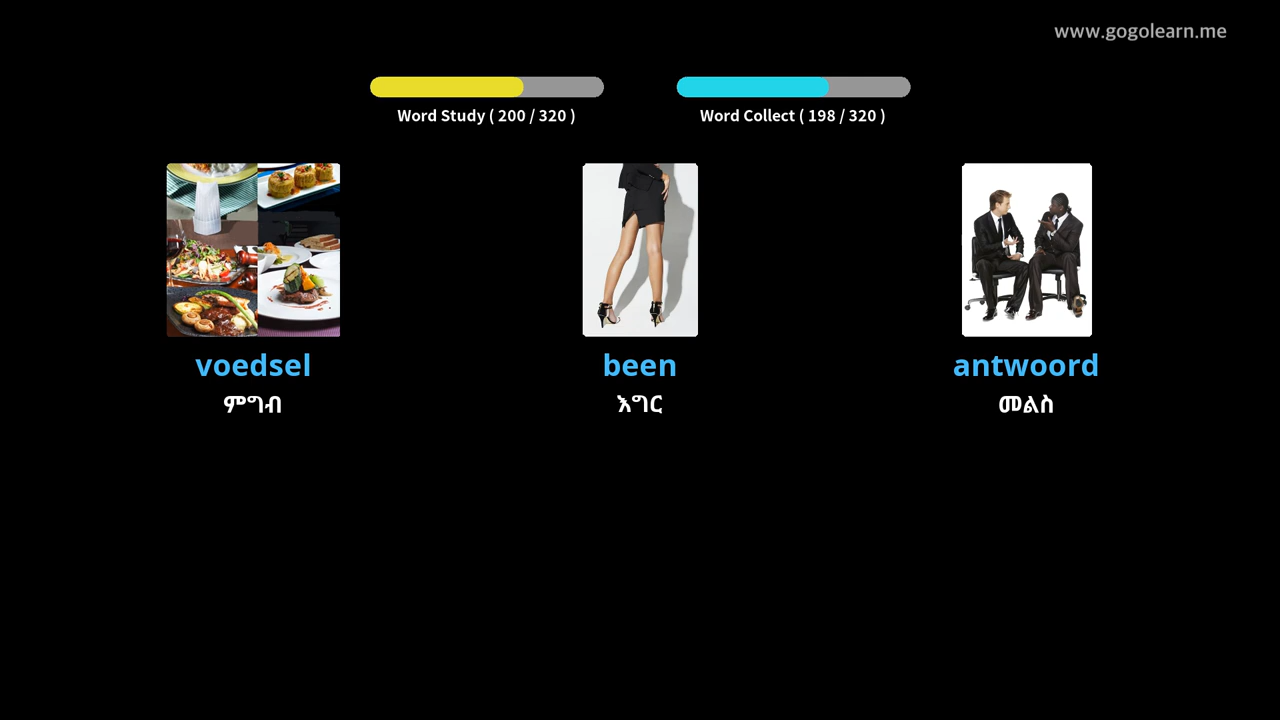 www.gogolearn.me
Word Study ( 200 / 320 )
Word Collect ( 198 / 320 )
voedsel
been
antwoord
ምግብ
እግር
መልስ